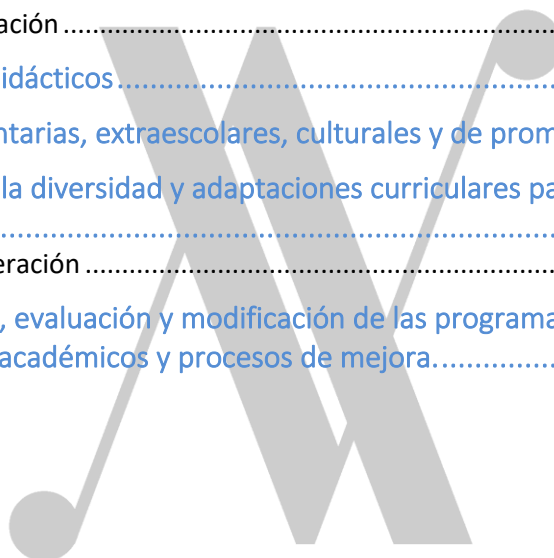 ación ........................................................................
idácticos ........................................................
ntarias, extraescolares, culturales y de prom
la diversidad y adaptaciones curriculares pa
........................................................................
eración ....................................................................
, evaluación y modificación de las programa
académicos y procesos de mejora. ..............